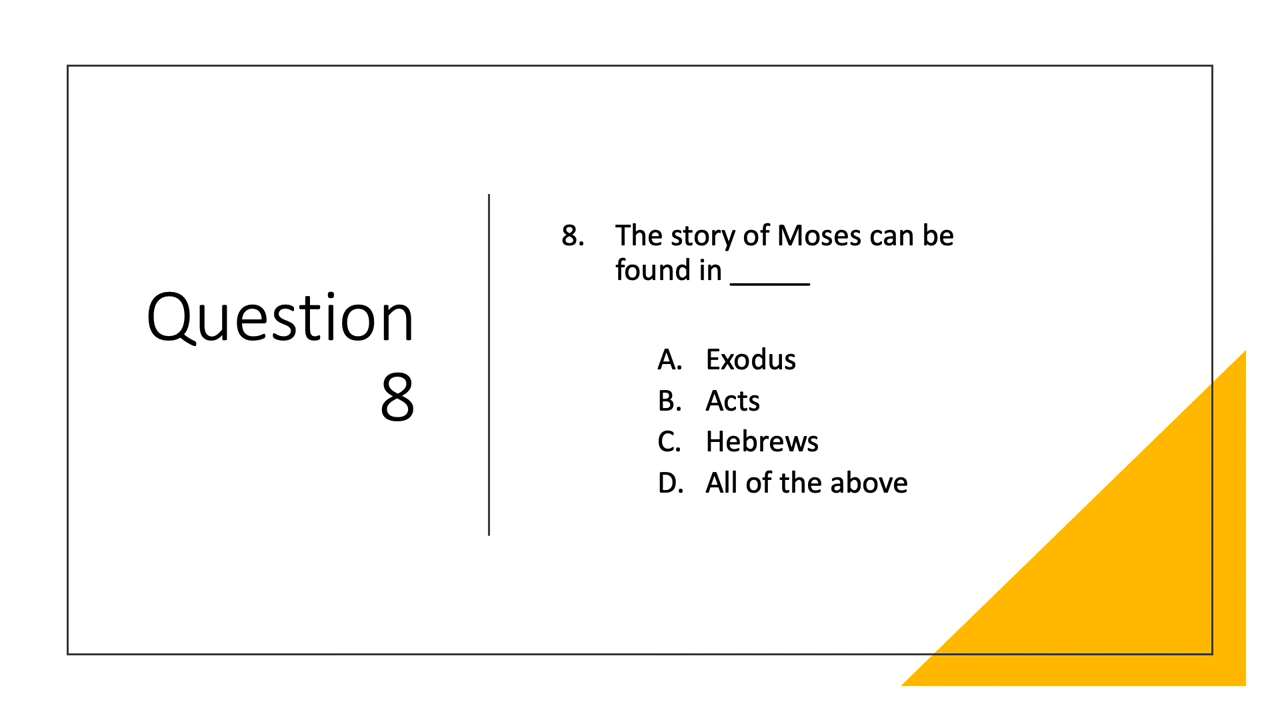 Question
8
8. The story of Moses can be
found in _____
A. Exodus
B. Acts
C. Hebrews
D. All of the above